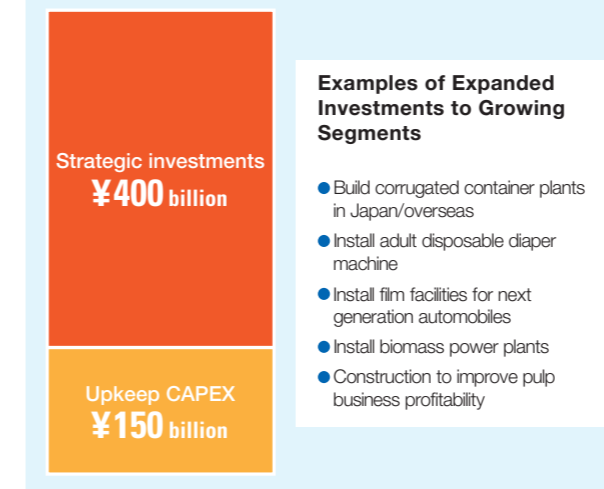 Strategic investments
¥400 billion
Upkeep CAPEX
¥150 billion
Examples of Expanded
Investments to Growing
Segments
● Build corrugated container plants
in Japan/overseas
● Install adult disposable diaper
machine
● Install film facilities for next
generation automobiles
● Install biomass power plants
● Construction to improve pulp
business profitability